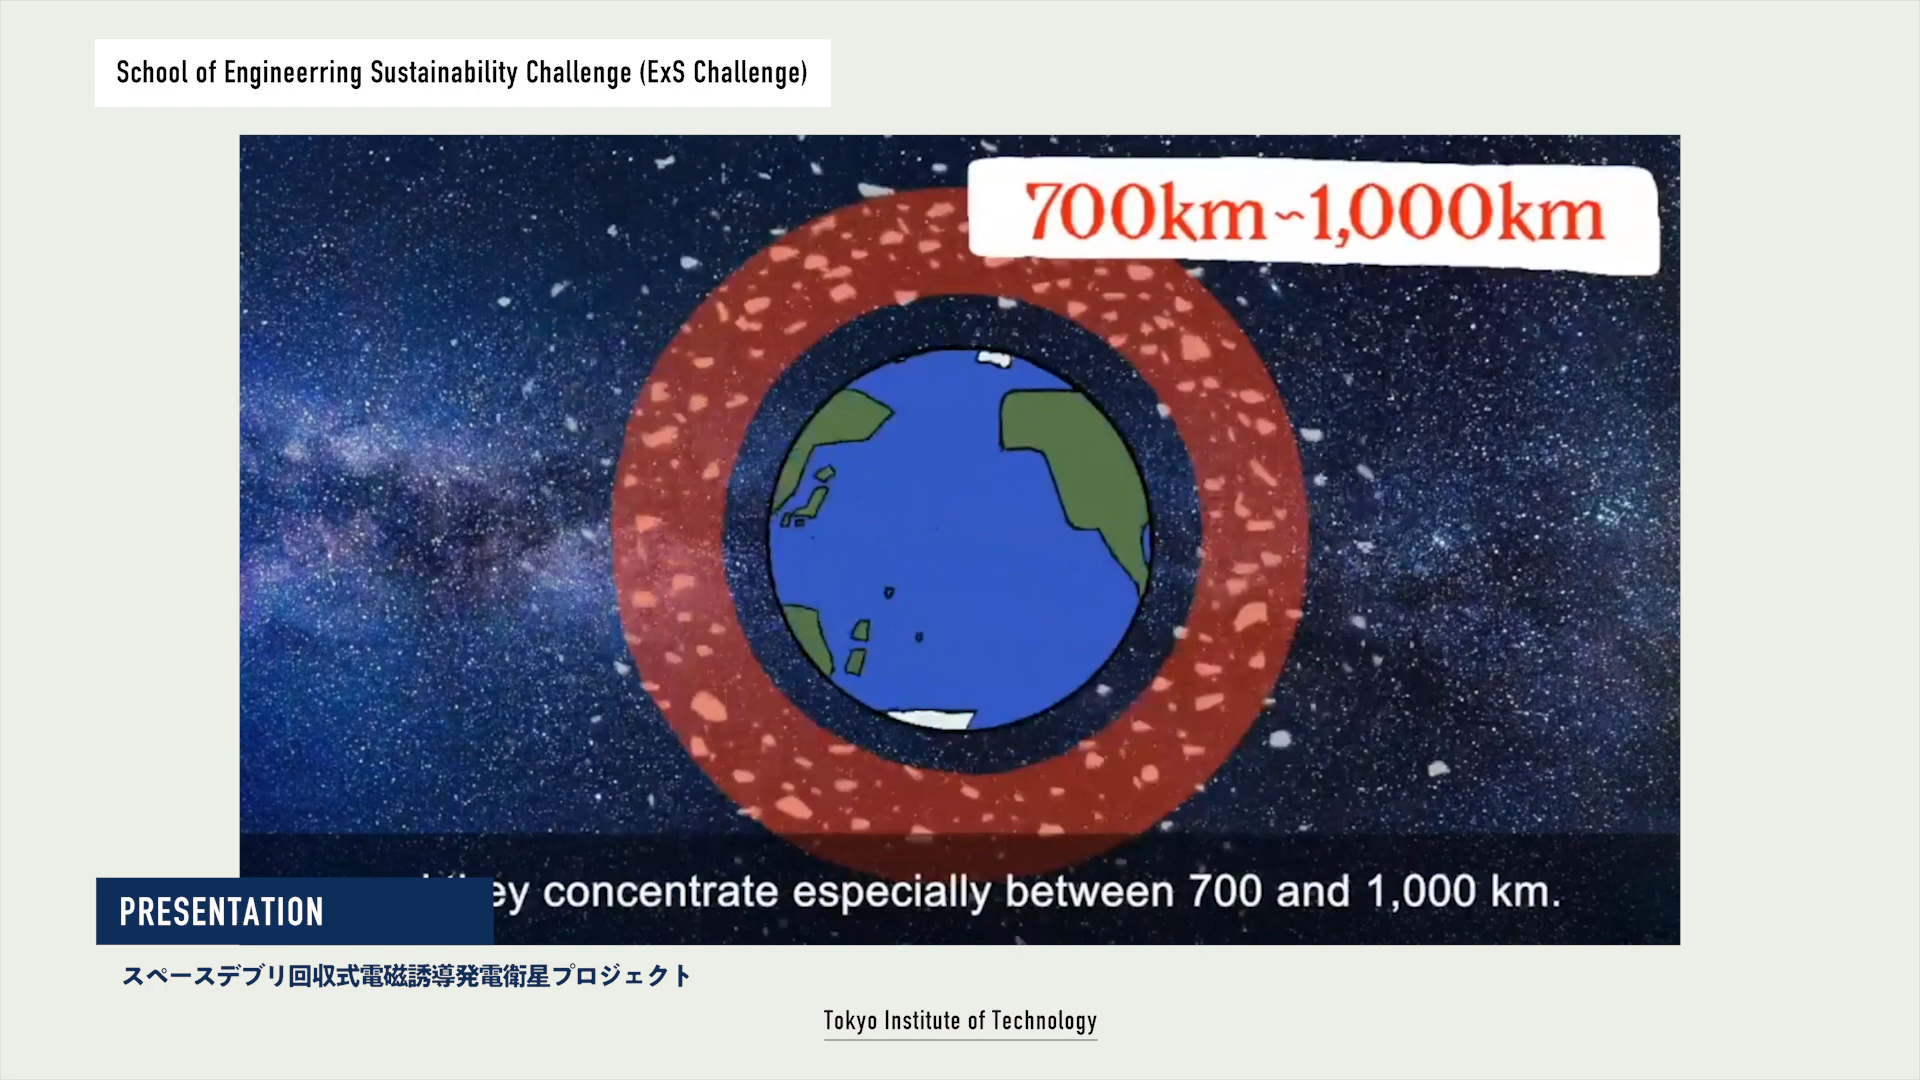 School of Engineerring Sustainability Challenge (ExS Challenge)
700km~1,000km
concentrate especially between 700 and 1,000 km.
PRESENTATION
スペースデブリ回収式電磁誘導発電衛星プロジェクト
Tokyo Institute of Technology